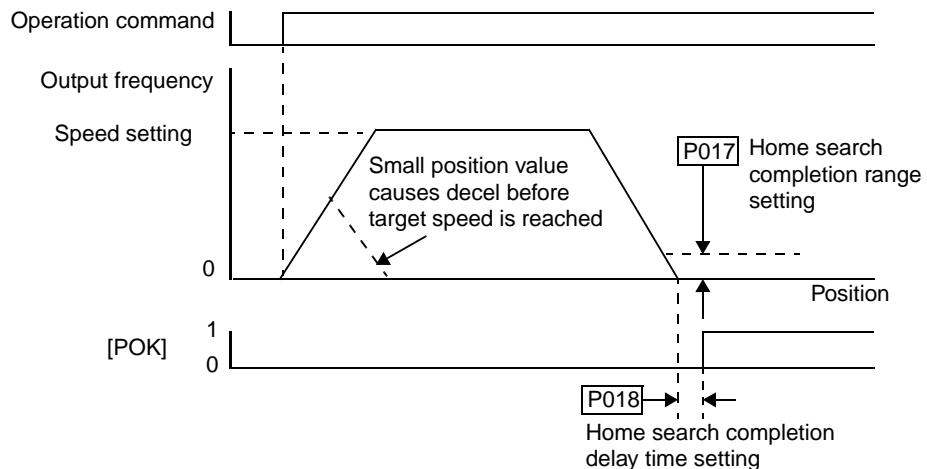 Operation command
Output frequency
Speed setting
Small position value
causes decel before
target speed is reached
P017
Home search
completion range
setting
0
Position
[POK]
1
0
P018
Home search completion
delay time setting